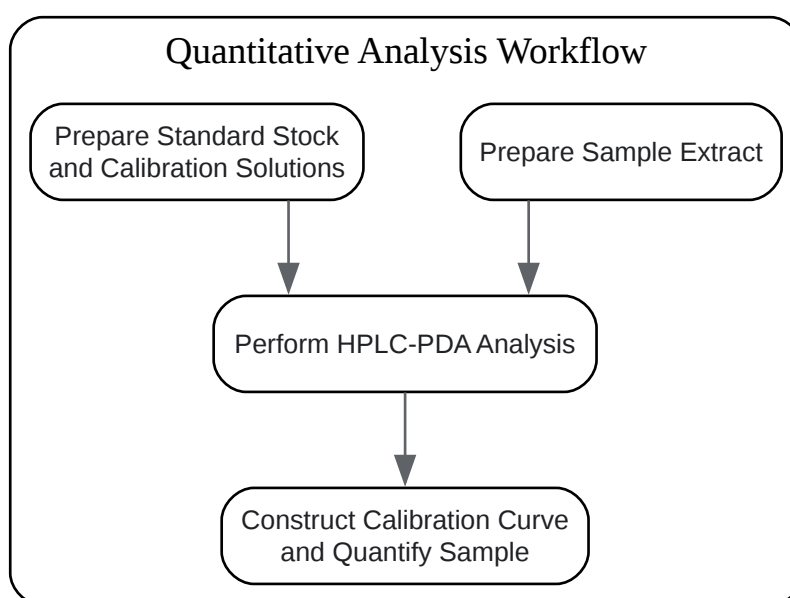 Quantitative Analysis Workflow
Prepare Standard Stock
and Calibration Solutions
Prepare Sample Extract
Perform HPLC-PDA Analysis
Construct Calibration Curve
and Quantify Sample